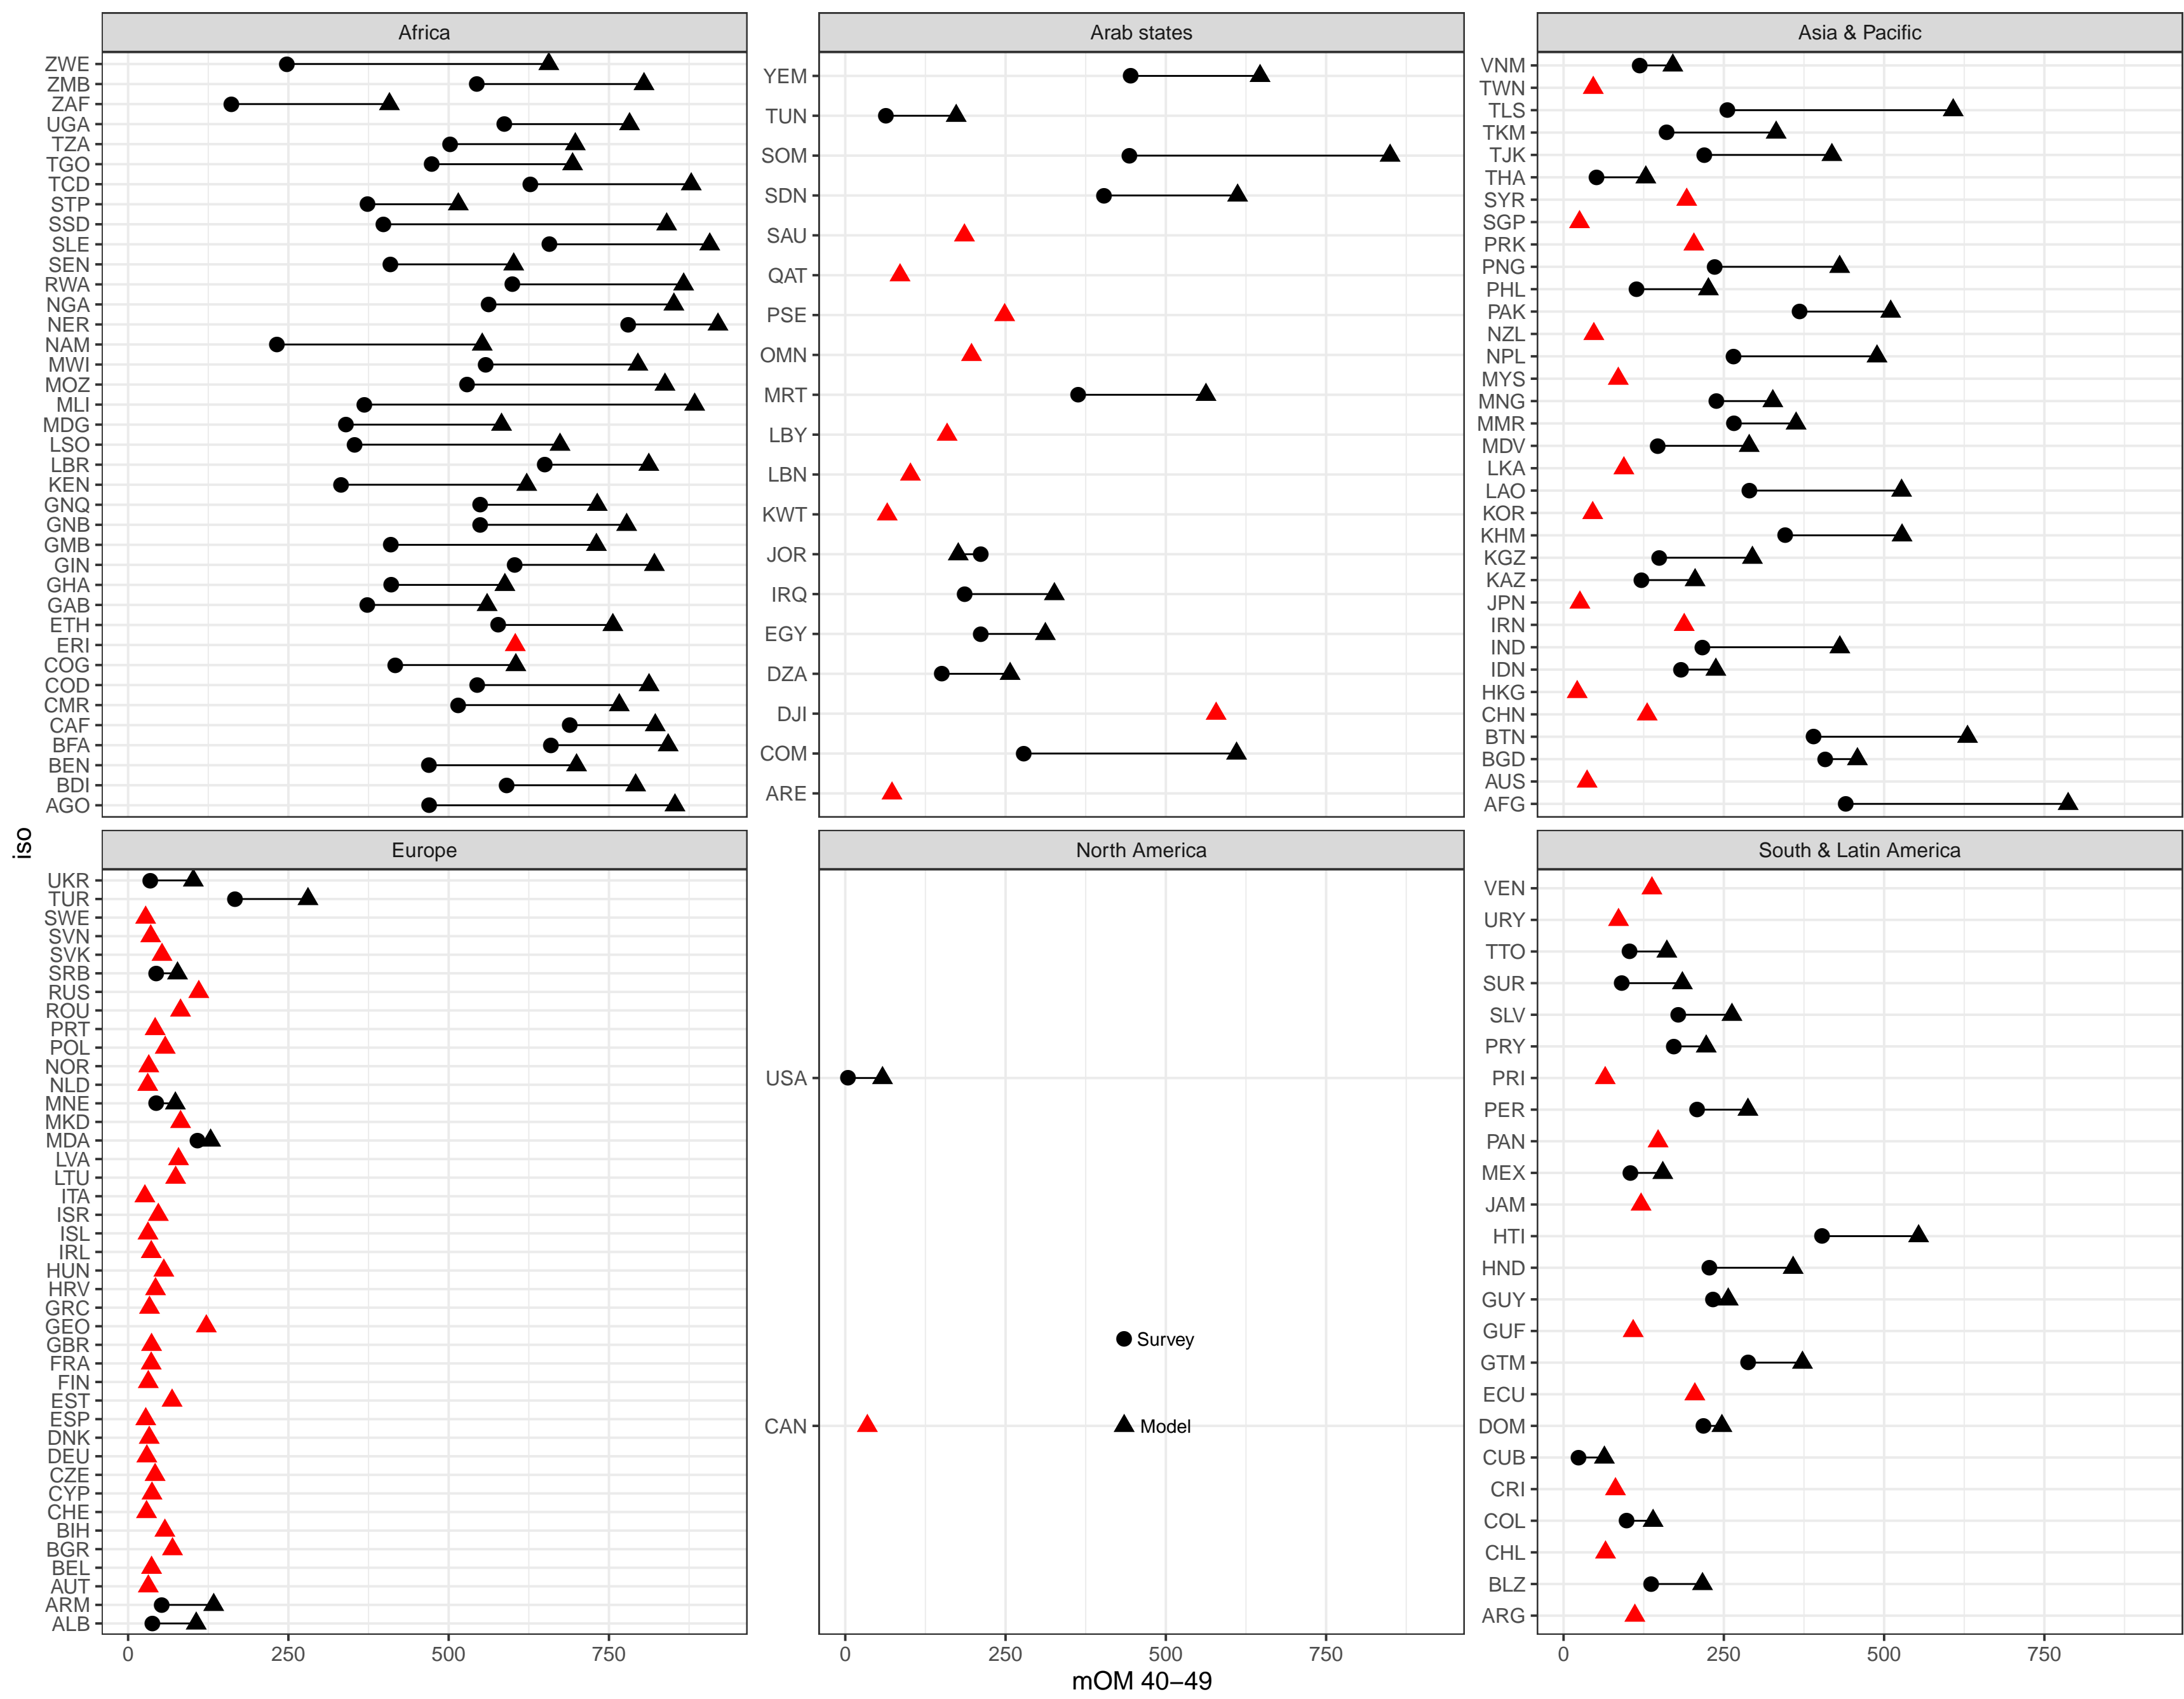 Africa
ZWE
ZMB
ZAF
UGA
TZA
TGO
TCD
STP
SSD
SLE
SEN
RWA
NGA
NER
NAM
MWI
MOZ
MLI
MDG
LSO
LBR
KEN
GNQ
GNB
GMB
GIN
GHA
GAB
ETH
ERI
COG
COD
CMR
CAF
BFA
BEN
BDI
AGO
Arab states
YEM
TUN
SOM
SDN
SAU
QAT
PSE
OMN
MRT
LBY
LBN
KWT
JOR
IRQ
EGY
DZA
DJI
COM
ARE
Asia & Pacific
VNM
TWN
TLS
TKM
TJK
THA
SYR
SGP
PRK
PNG
PHL
PAK
NZL
NPL
MYS
MNG
MMR
MDV
LKA
LAO
KOR
KHM
KGZ
KAZ
JPN
IRN
IND
IDN
HKG
CHN
BTN
BGD
AUS
AFG
iso
Europe
UKR
TUR
SWE
SVN
SVK
SRB
RUS
ROU
PRT
POL
NOR
NLD
MNE
MKD
MDA
LVA
LTU
ITA
ISR
ISL
IRL
HUN
HRV
GRC
GEO
GBR
FRA
FIN
EST
ESP
DNK
DEU
CZE
CYP
CHE
BIH
BGR
BEL
AUT
ARM
ALB
0 250 500 750
North America
USA
CAN
Survey
Model
0 250 500 750
South & Latin America
VEN
URY
TTO
SUR
SLV
PRY
PRI
PER
PAN
MEX
JAM
HTI
HND
GUY
GUF
GTM
ECU
DOM
CUB
CRI
COL
CHL
BLZ
ARG
0 250 500 750
mOM 40–49